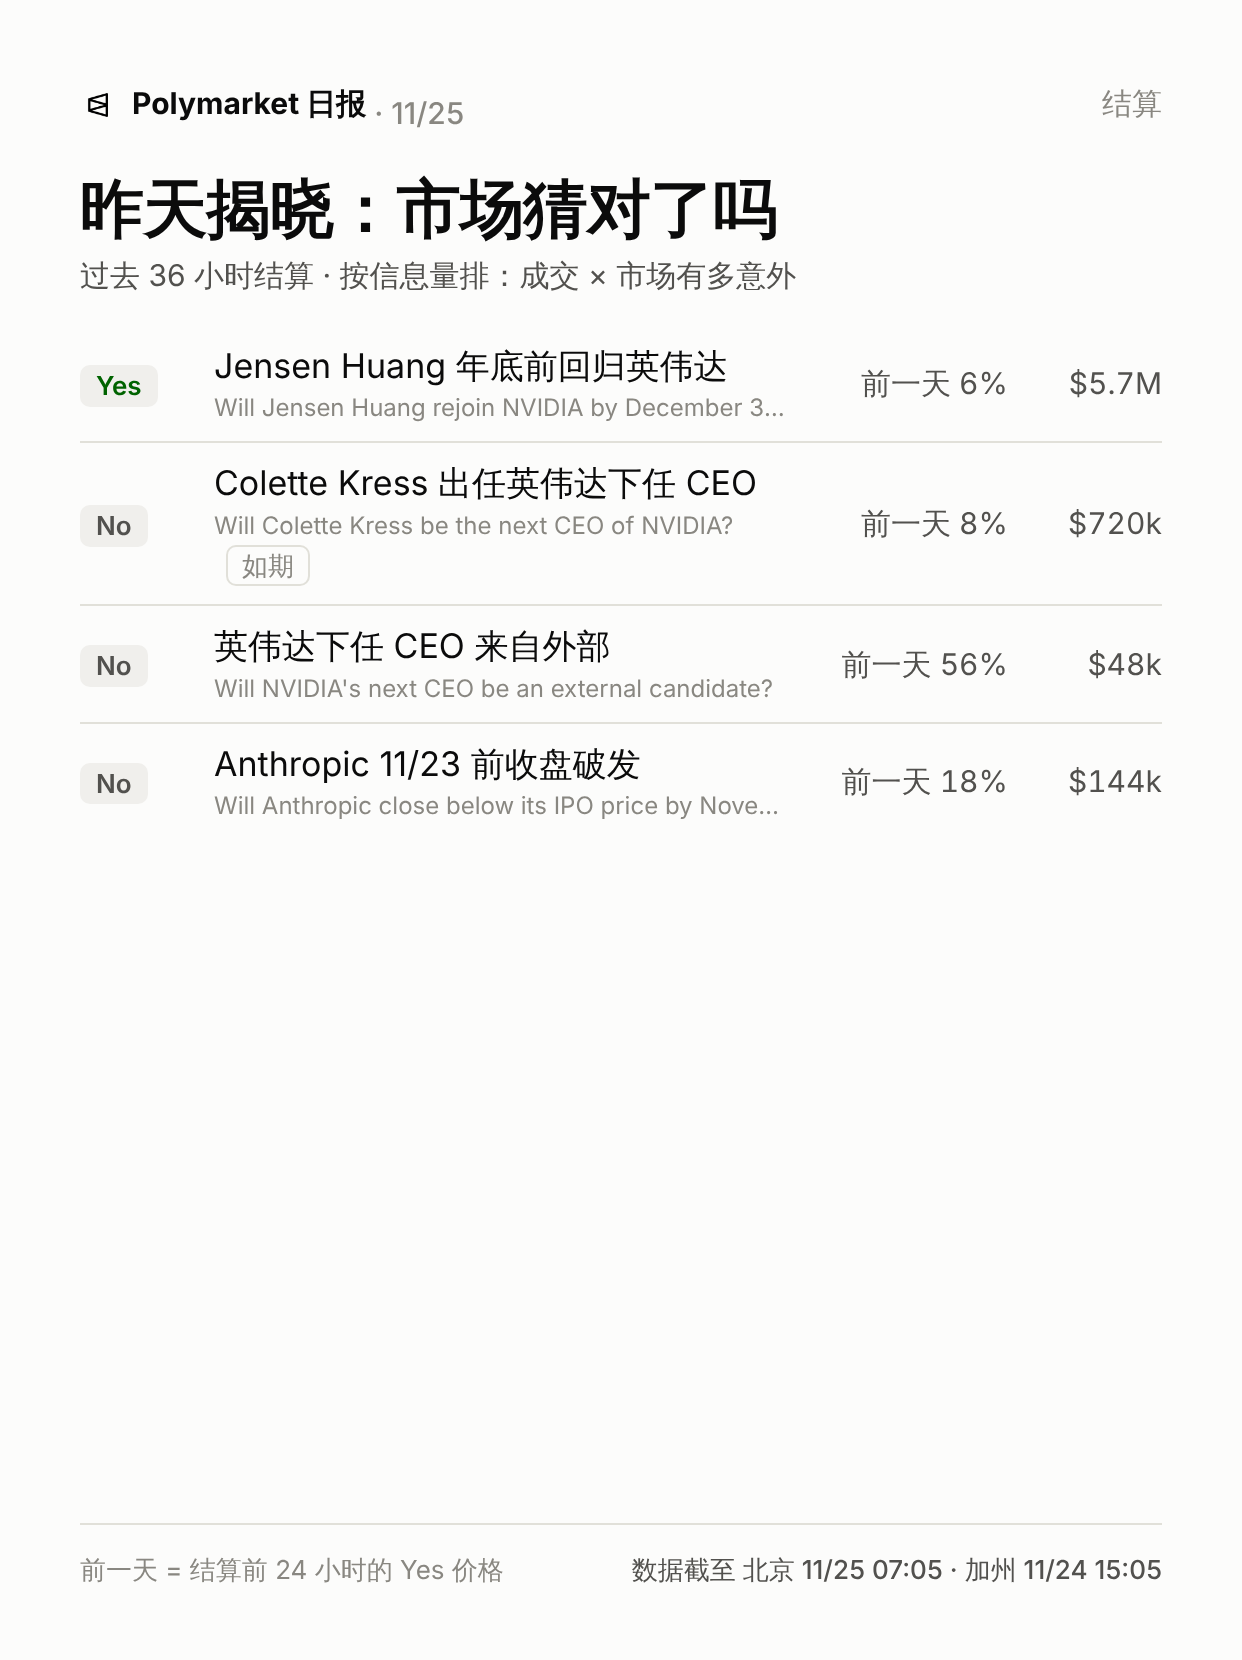 Polymarket 日报 · 11/25
结算
昨天揭晓：市场猜对了吗
过去 36 小时结算 · 按信息量排：成交 × 市场有多意外
Yes
Jensen Huang 年底前回归英伟达
Will Jensen Huang rejoin NVIDIA by December 3...
前一天 6%
$5.7M
No
Colette Kress 出任英伟达下任 CEO
Will Colette Kress be the next CEO of NVIDIA?
如期
前一天 8%
$720k
No
英伟达下任 CEO 来自外部
Will NVIDIA's next CEO be an external candidate?
前一天 56%
$48k
No
Anthropic 11/23 前收盘破发
Will Anthropic close below its IPO price by Nove...
前一天 18%
$144k
前一天 = 结算前 24 小时的 Yes 价格
数据截至 北京 11/25 07:05 · 加州 11/24 15:05